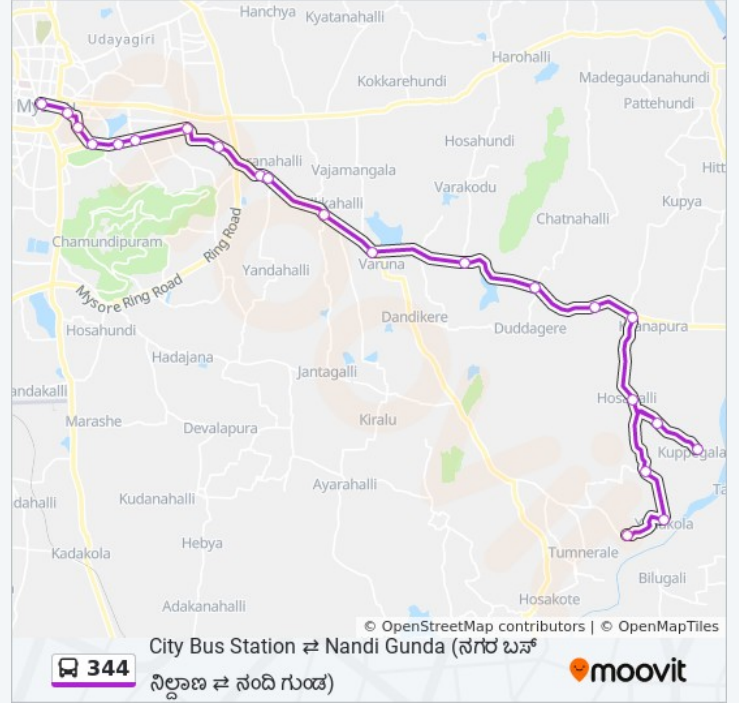 Hanchya
Kyatanahalli
Udayagiri
Harohalli
Kokkarehundi
Madegaudanahundi
Pattehundi
Hosahundi
Vajamangala
Varakodu
Kupya
Chatnahalli
Chamundipuram
Ring Road
Varuna
Yandahalli
Mysore Ring Road
Dandikere
Duddagere
Hosahundi
Hadajana
Jantagalli
Marashe
Devalapura
Kiralu
Ayarahalli
Kudanahalli
Hebya
Kadakola
Tumnerale
Bilugali
Hosakote
Adakanahalli
© OpenStreetMap contributors | © OpenMapTiles
344
City Bus Station ⇄ Nandi Gunda (ನಗರ ಬಸ್
ನಿಲ್ದಾಣ ⇄ ನಂದಿ ಗುಂಡ)
moovit